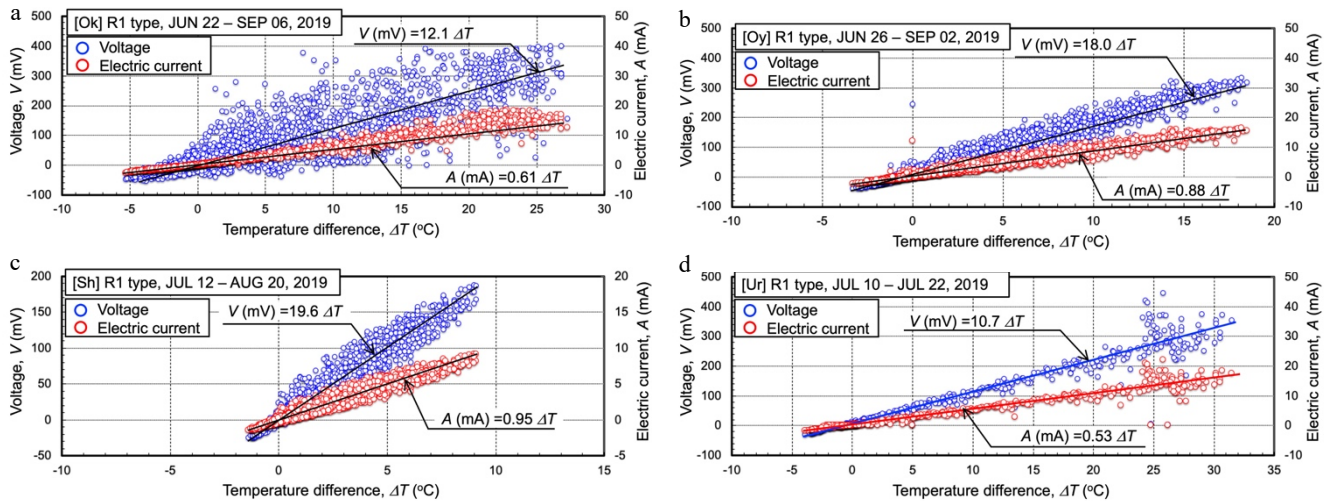 a
[Ok] R1 type, JUN 22 – SEP 06, 2019
Voltage
Electric current
V (mV) =12.1 ΔT
A (mA) =0.61 ΔT
Voltage, V (mV)
500
400
300
200
100
0
-100
Electric current, A (mA)
50
40
30
20
10
0
-10
-10 -5 0 5 10 15 20 25 30
Temperature difference, ΔT (°C)
b
[Oy] R1 type, JUN 26 – SEP 02, 2019
Voltage
Electric current
V (mV) =18.0 ΔT
A (mA) =0.88 ΔT
Voltage, V (mV)
500
400
300
200
100
0
-100
Electric current, A (mA)
50
40
30
20
10
0
-10
-10 -5 0 5 10 15 20
Temperature difference, ΔT (°C)
c
[Sh] R1 type, JUL 12 – AUG 20, 2019
Voltage
Electric current
V (mV) =19.6 ΔT
A (mA) =0.95 ΔT
Voltage, V (mV)
200
150
100
50
0
-50
Electric current, A (mA)
20
15
10
5
0
-5
-10 -5 0 5 10 15
Temperature difference, ΔT (°C)
d
[Ur] R1 type, JUL 10 – JUL 22, 2019
Voltage
Electric current
V (mV) =10.7 ΔT
A (mA) =0.53 ΔT
Voltage, V (mV)
500
400
300
200
100
0
-100
Electric current, A (mA)
50
40
30
20
10
0
-10
-10 -5 0 5 10 15 20 25 30 35
Temperature difference, ΔT (°C)